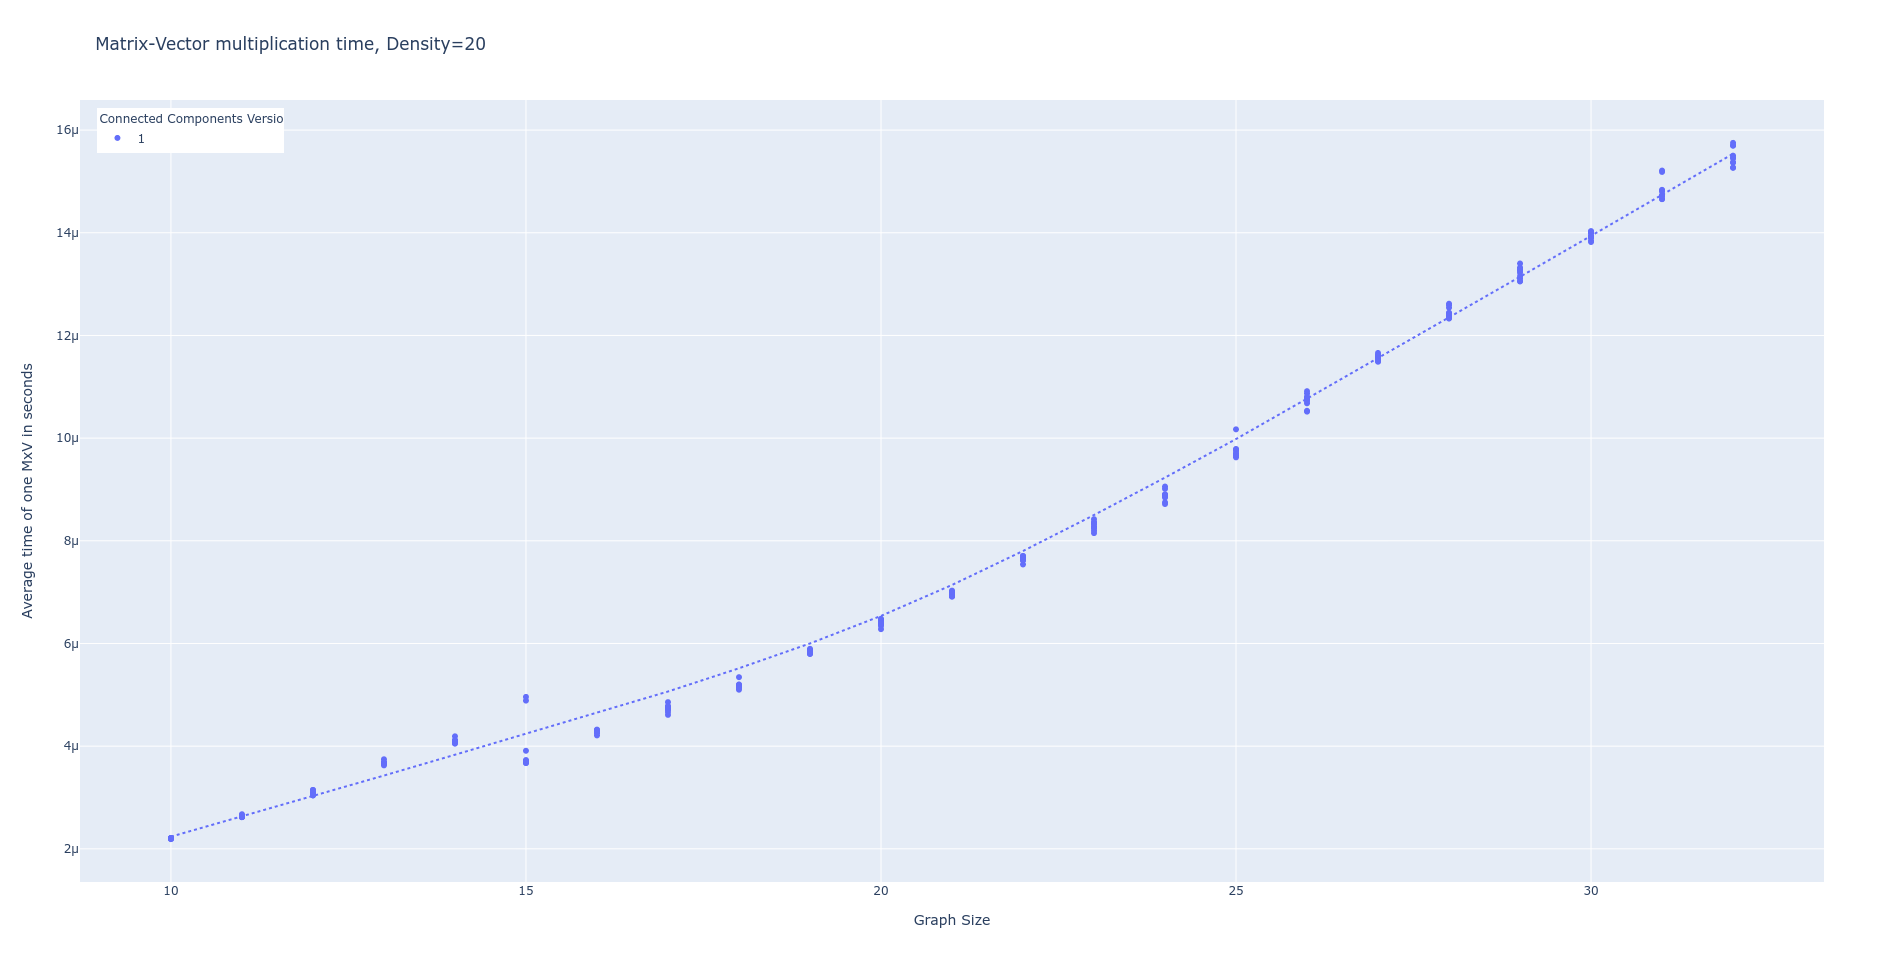 Matrix-Vector multiplication time, Density=20
Connected Components Versio
1
16μ
14μ
12μ
10μ
8μ
6μ
4μ
2μ
Average time of one MxV in seconds
10 15 20 25 30
Graph Size